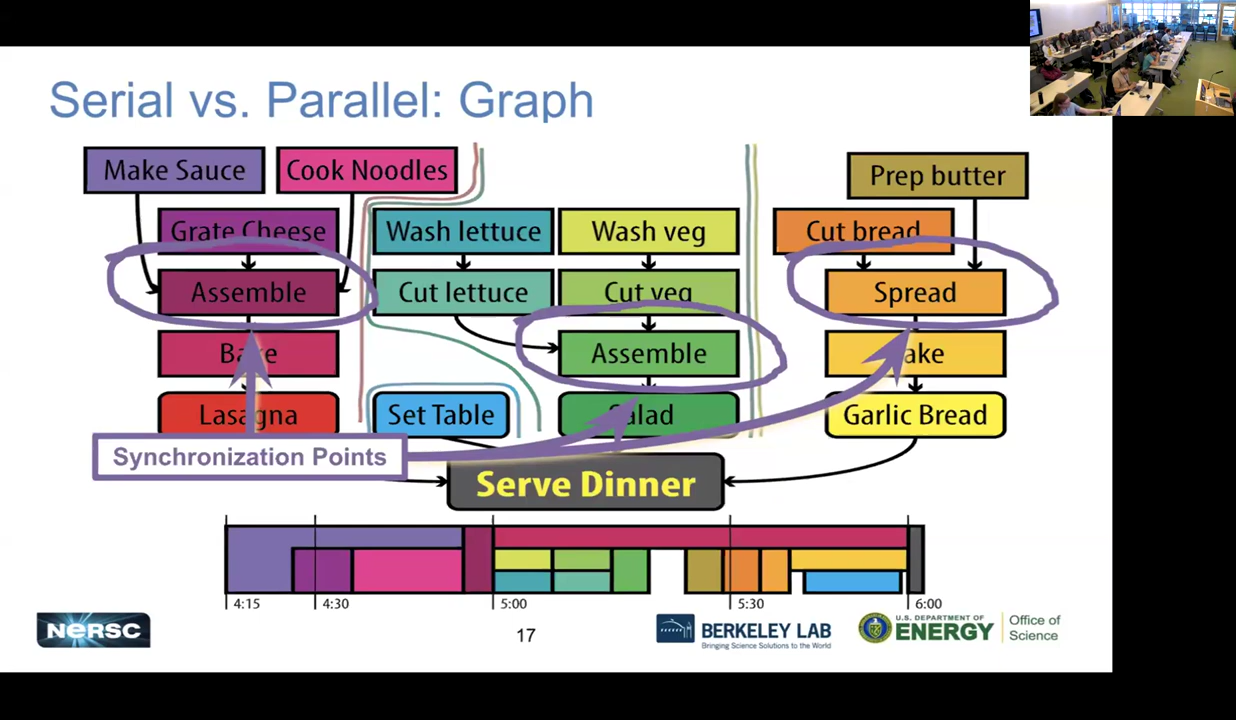 Serial vs. Parallel: Graph
Make Sauce
Cook Noodles
Prep butter
Grate Cheese
Wash lettuce
Wash veg
Cut bread
Assemble
Cut lettuce
Cut veg
Spread
Bake
Assemble
Bake
Lasagna
Set Table
Salad
Garlic Bread
Synchronization Points
Serve Dinner
4:15
4:30
5:00
5:30
6:00
NERSC
17
BERKELEY LAB
Bringing Science Solutions to the World
U.S. DEPARTMENT OF
ENERGY
Office of
Science